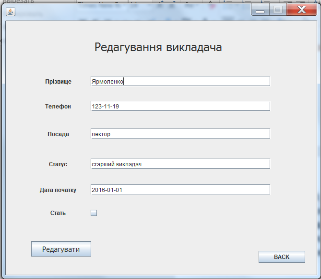 Редагування викладача
Прізвище Ярмоленко
Телефон 123-11-19
Посада лектор
Статус старший викладач
Дата початку 2016-01-01
Стать
Редагувати
BACK